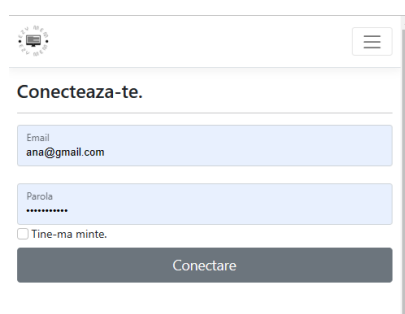 Conecteaza-te.
Email
ana@gmail.com
Parola
•••••••••••
Tine-ma minte.
Conectare